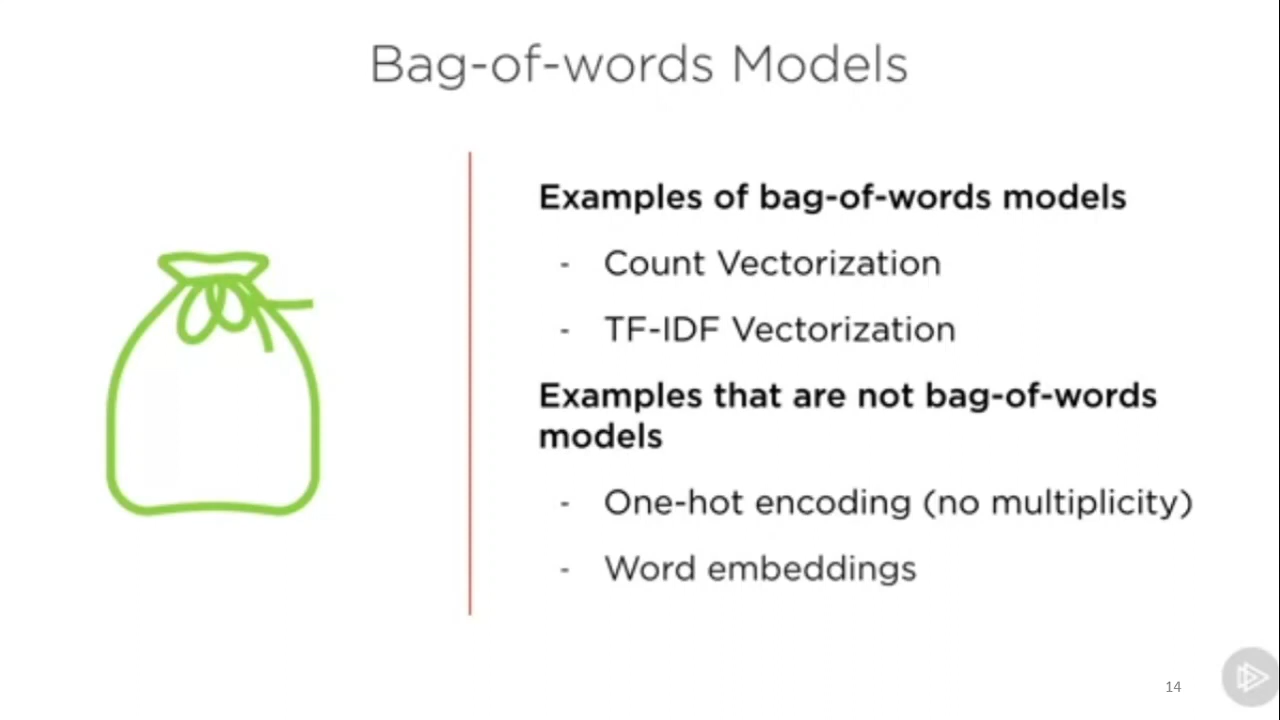 Bag-of-words Models
Examples of bag-of-words models
- Count Vectorization
- TF-IDF Vectorization
Examples that are not bag-of-words
models
- One-hot encoding (no multiplicity)
- Word embeddings
14